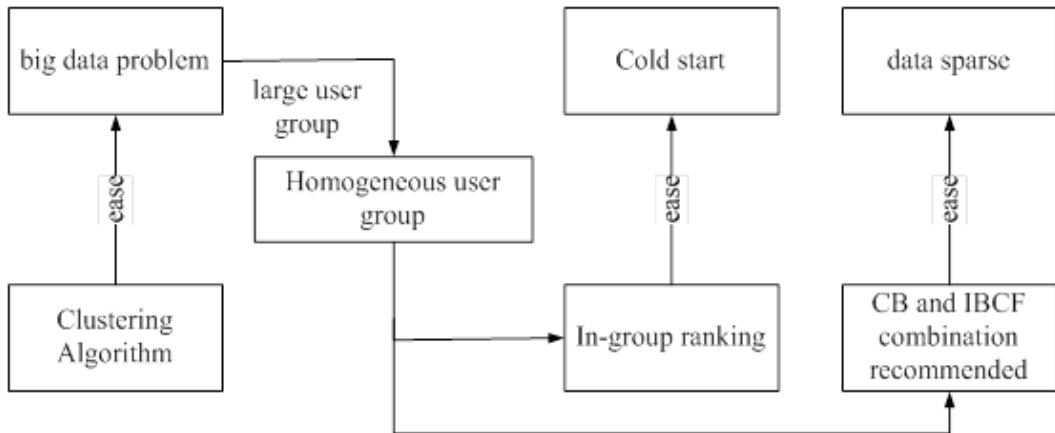 big data problem
large user
group
Cold start
data sparse
ease
Homogeneous user
group
ease
ease
Clustering
Algorithm
In-group ranking
CB and IBCF
combination
recommended